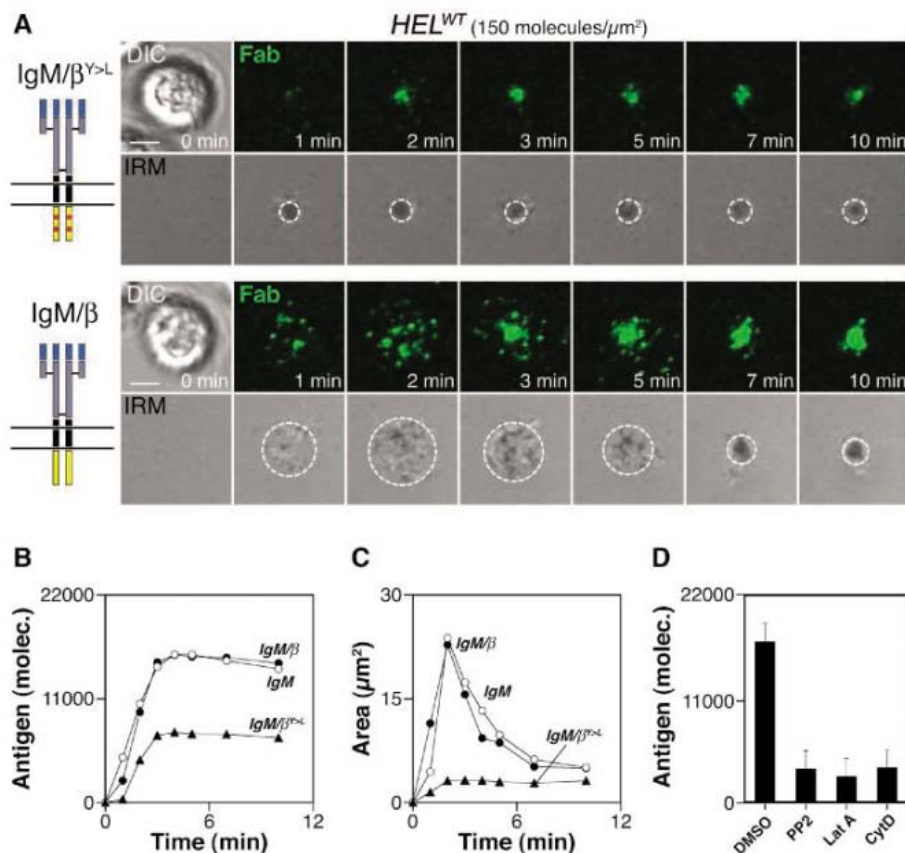 A
HEL^WT (150 molecules/µm²)
IgM/β^Y>L
DIC
0 min
Fab
1 min
2 min
3 min
5 min
7 min
10 min
IRM
IgM/β
DIC
0 min
Fab
1 min
2 min
3 min
5 min
7 min
10 min
IRM
B
Antigen (molec.)
22000
11000
0
IgM/β
IgM
IgM/β^Y>L
0
6
12
Time (min)
C
Area (µm²)
30
15
0
IgM/β
IgM
IgM/β^Y>L
0
6
12
Time (min)
D
Antigen (molec.)
22000
11000
0
DMSO
PP2
Lat A
CytD